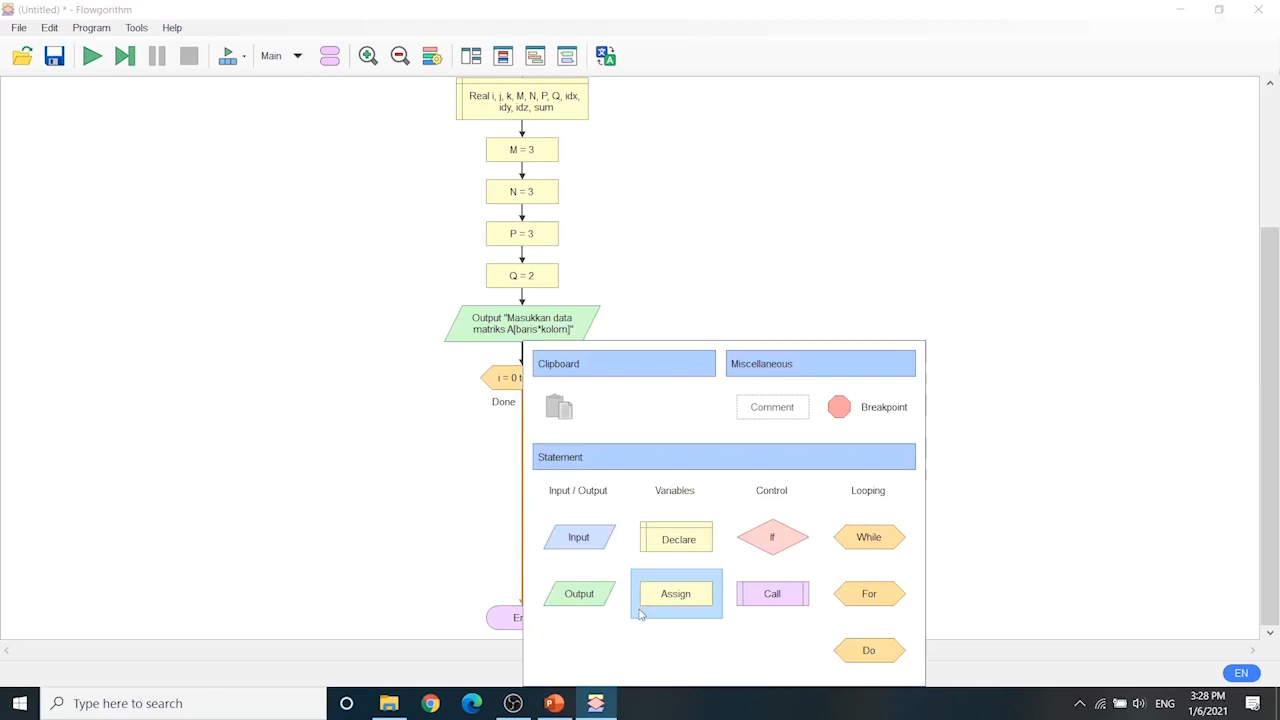 (Untitled) * - Flowgorithm
File Edit Program Tools Help
Main
Real i, j, k, M, N, P, Q, idx,
idy, idz, sum
M = 3
N = 3
P = 3
Q = 2
Output "Masukkan data
matriks A[baris*kolom]"
i = 0 t
Done
Clipboard Miscellaneous
Comment Breakpoint
Statement
Input / Output Variables Control Looping
Input Declare If While
Output Assign Call For
Do
EN
Type here to search
ENG
3:28 PM
1/6/2021